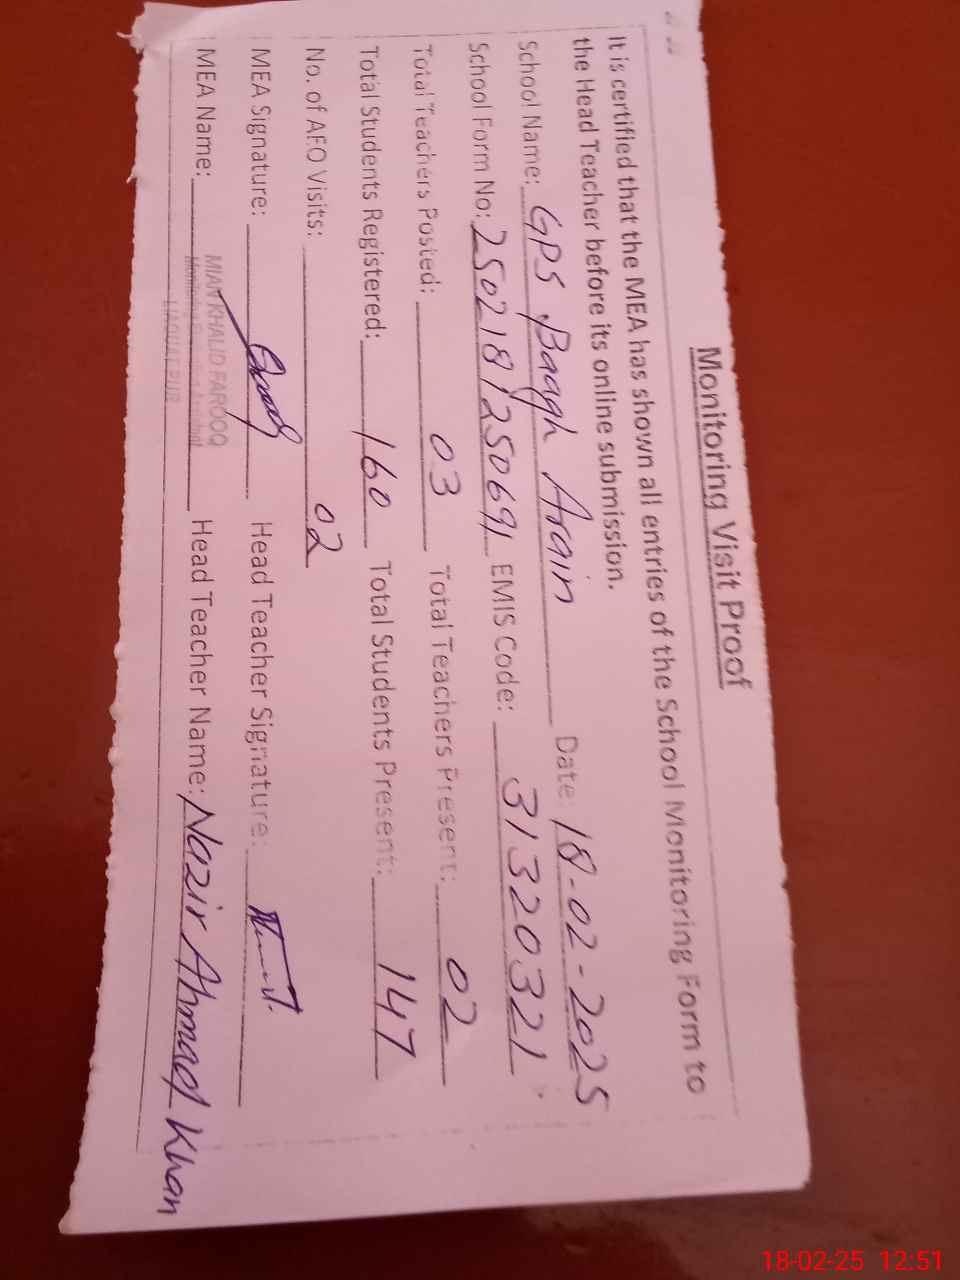 Monitoring Visit Proof
It is certified that the MEA has shown all entries of the School Monitoring Form to
the Head Teacher before its online submission.
School Name: GPS Baagh Arain Date: 18-02-2025
School Form No: 2502181250691 EMIS Code: 31320321
Total Teachers Posted: 03 Total Teachers Present: 02
Total Students Registered: 160 Total Students Present: 147
No. of AEO Visits: 02
MEA Signature: Head Teacher Signature:
MEA Name: MIAN KHALID FAROOQ Head Teacher Name: Nazir Ahmad Khan
LIAQUAT PUR
18-02-25 12:51